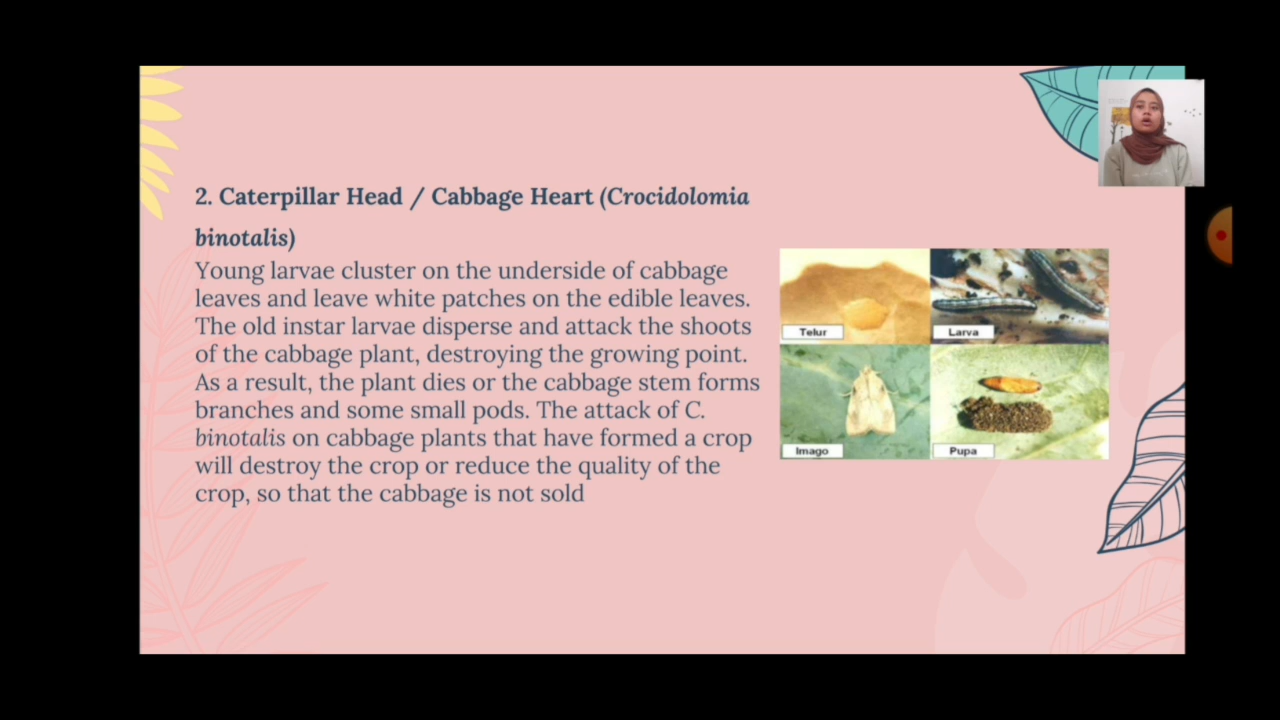 2. Caterpillar Head / Cabbage Heart (Crocidolomia
binotalis)
Young larvae cluster on the underside of cabbage
leaves and leave white patches on the edible leaves.
The old instar larvae disperse and attack the shoots
of the cabbage plant, destroying the growing point.
As a result, the plant dies or the cabbage stem forms
branches and some small pods. The attack of C.
binotalis on cabbage plants that have formed a crop
will destroy the crop or reduce the quality of the
crop, so that the cabbage is not sold
Telur
Larva
Imago
Pupa